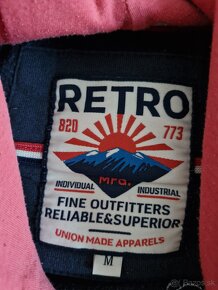 RETRO
820 773
MFG.
INDIVIDUAL INDUSTRIAL
FINE OUTFITTERS
RELIABLE&SUPERIOR
UNION MADE APPARELS
M